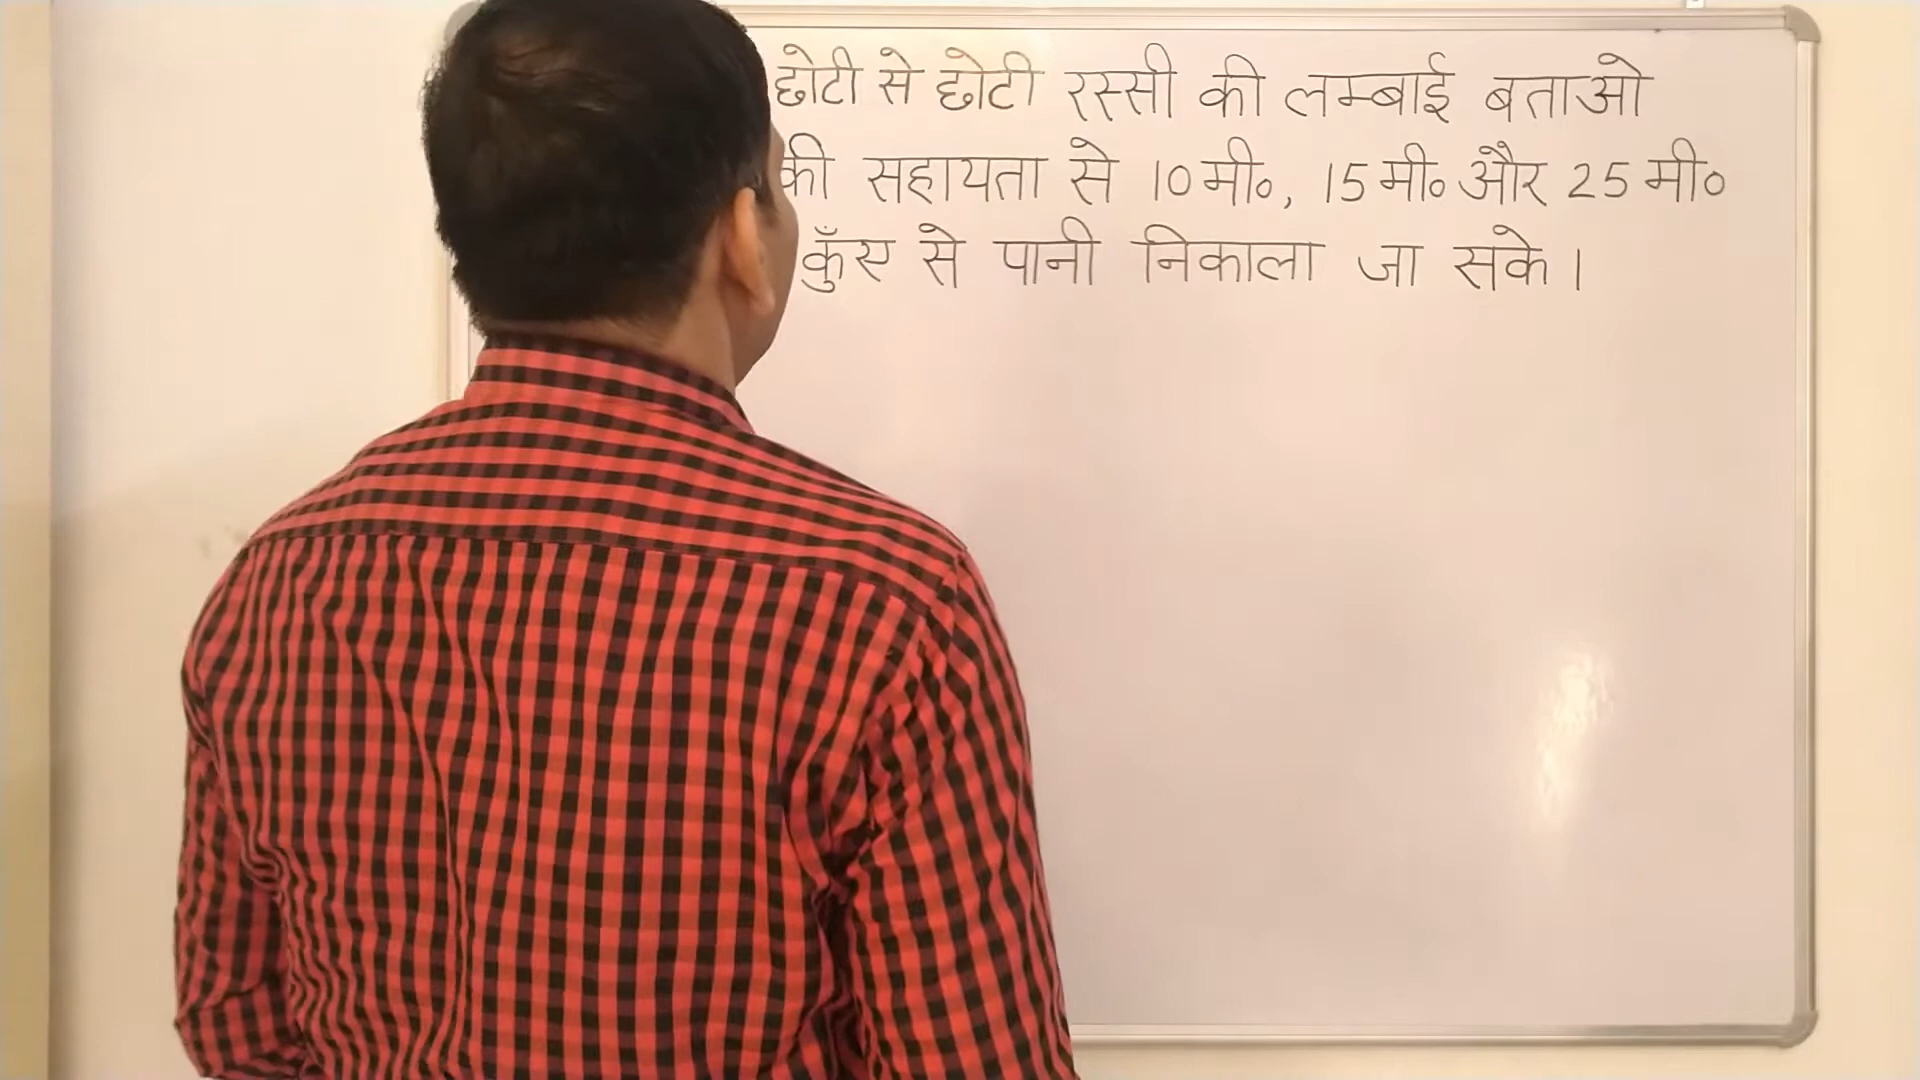 छोटी से छोटी रस्सी की लम्बाई बताओ
की सहायता से 10 मी०, 15 मी० और 25 मी०
कुँए से पानी निकाला जा सके।